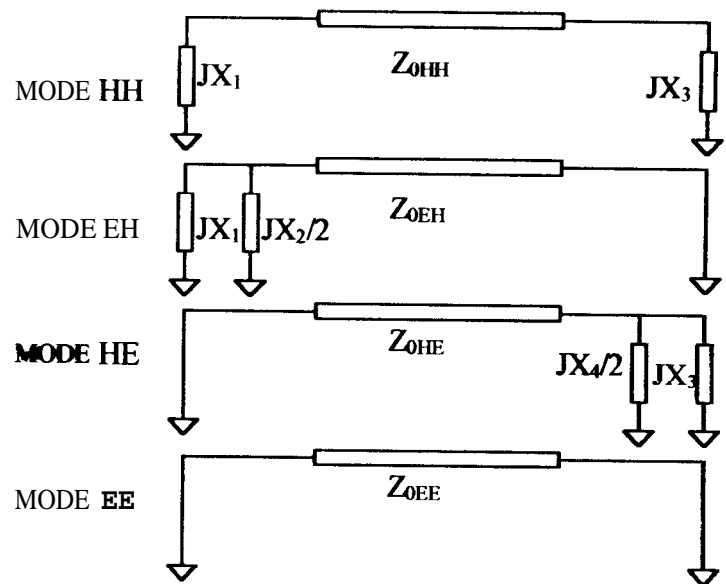 MODE HH JX₁ Z₀HH JX₃
MODE EH JX₁ JX₂/2 Z₀EH
MODE HE Z₀HE JX₄/2 JX₃
MODE EE Z₀EE